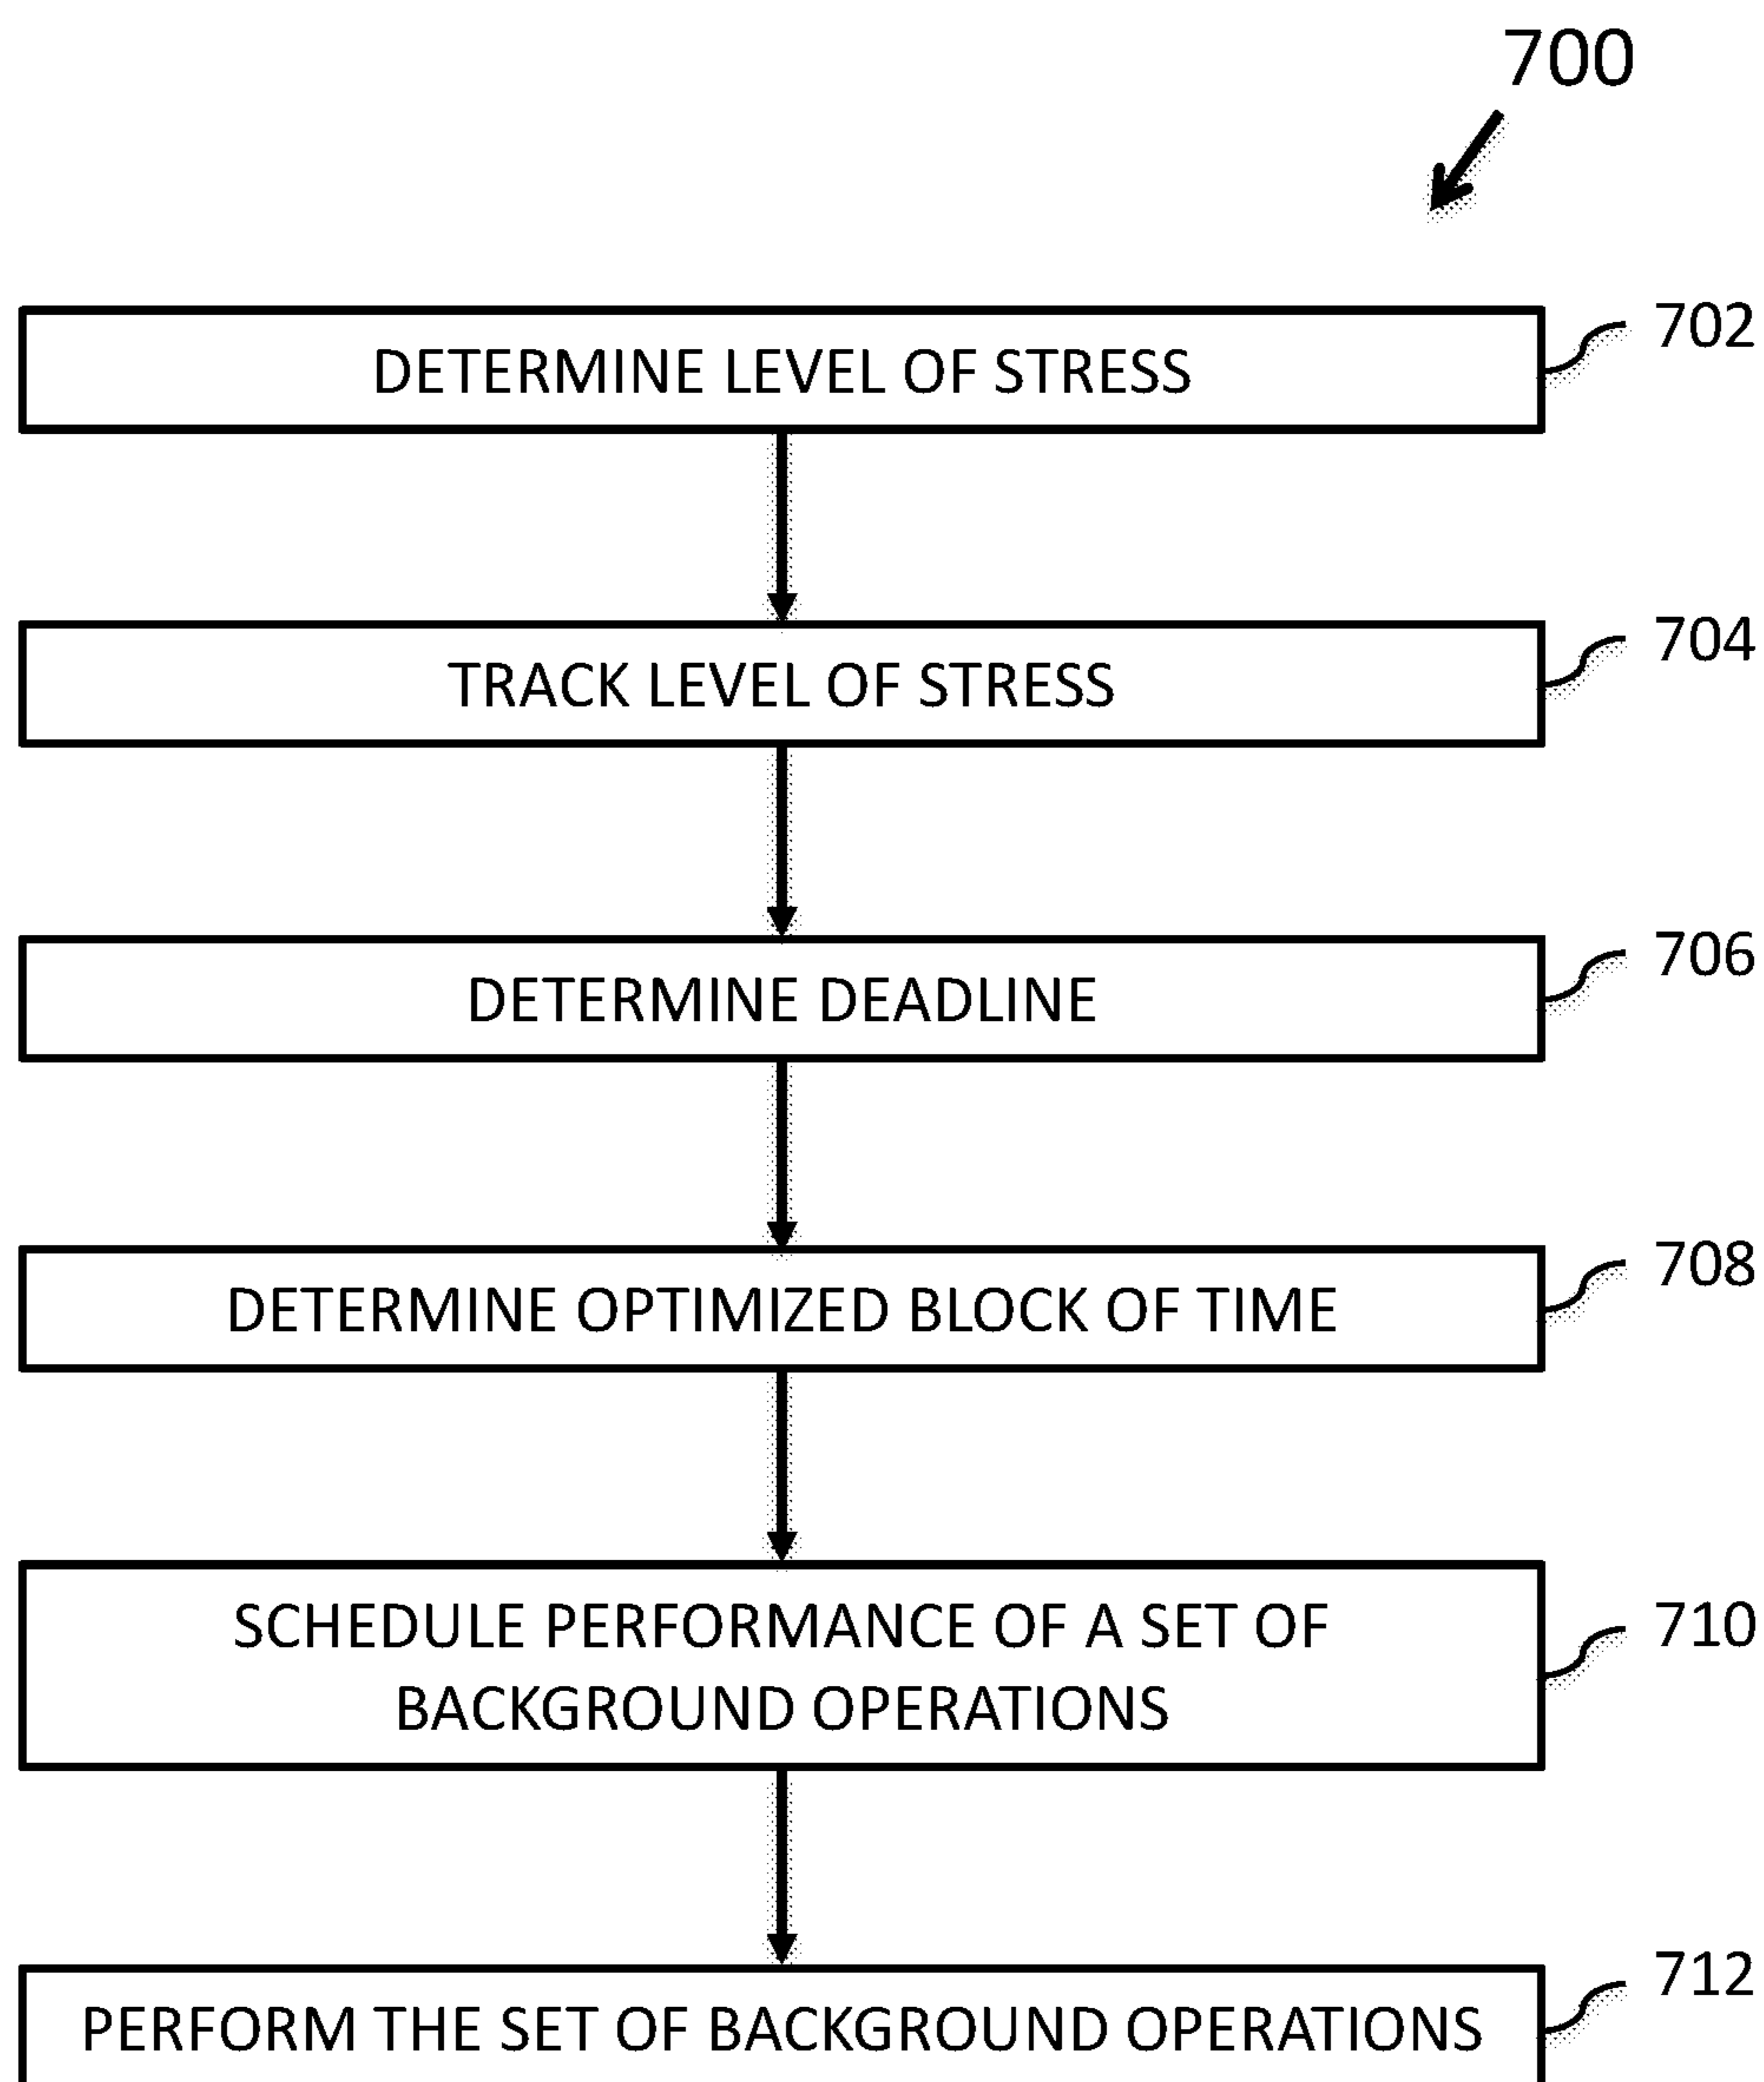 700
DETERMINE LEVEL OF STRESS
702
TRACK LEVEL OF STRESS
704
DETERMINE DEADLINE
706
DETERMINE OPTIMIZED BLOCK OF TIME
708
SCHEDULE PERFORMANCE OF A SET OF
BACKGROUND OPERATIONS
710
PERFORM THE SET OF BACKGROUND OPERATIONS
712